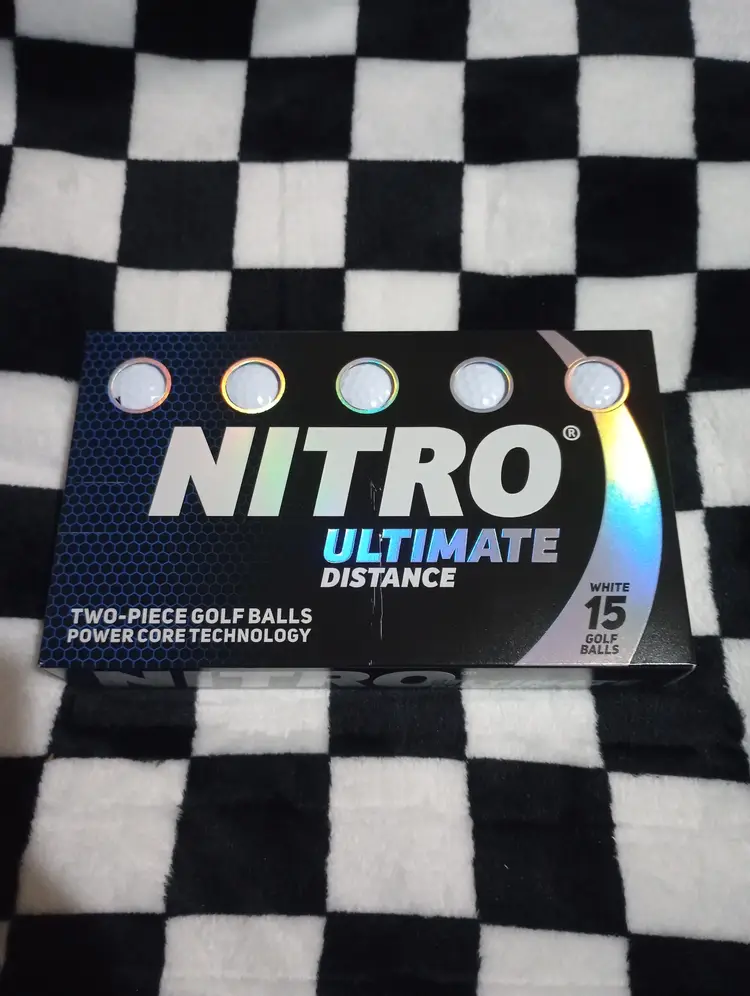 NITRO®
ULTIMATE
DISTANCE
TWO-PIECE GOLF BALLS
POWER CORE TECHNOLOGY
WHITE
15
GOLF
BALLS
NITRO